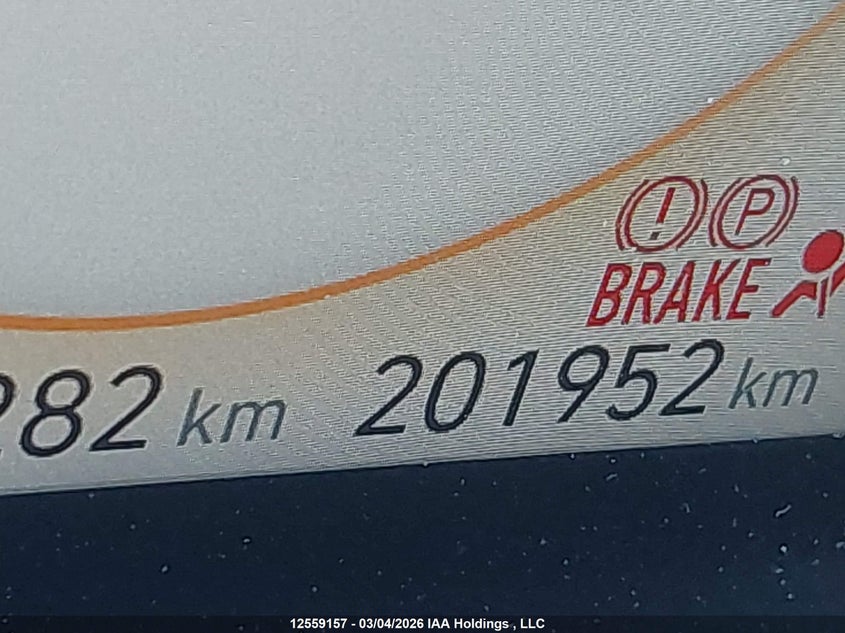 ! P
BRAKE
282 km 201952 km
12559157 - 03/04/2026 IAA Holdings , LLC